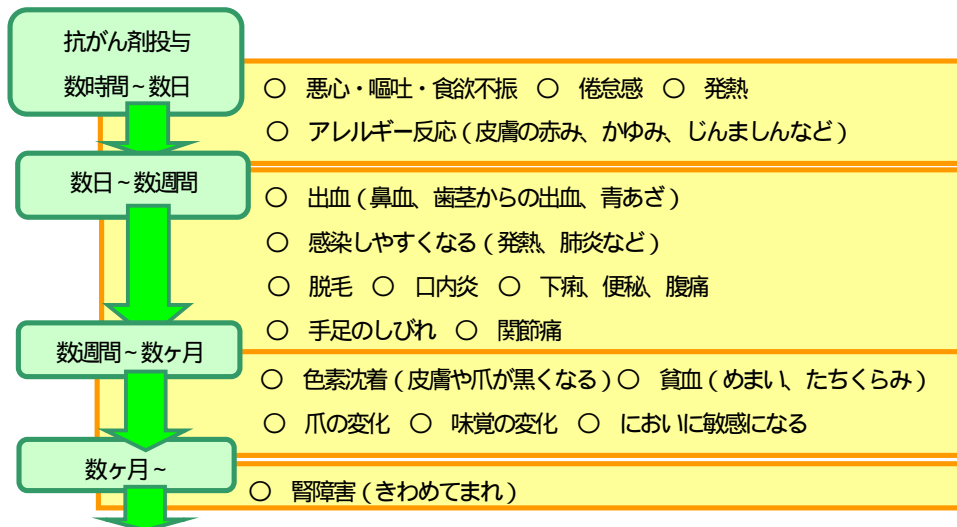 抗がん剤投与
数時間~数日
○ 悪心・嘔吐・食欲不振 ○ 倦怠感 ○ 発熱
○ アレルギー反応(皮膚の赤み、かゆみ、じんましんなど)
数日~数週間
○ 出血(鼻血、歯茎からの出血、青あざ)
○ 感染しやすくなる(発熱、肺炎など)
○ 脱毛 ○ 口内炎 ○ 下痢、便秘、腹痛
○ 手足のしびれ ○ 関節痛
数週間~数ヶ月
○ 色素沈着(皮膚や爪が黒くなる)○ 貧血(めまい、たちくらみ)
○ 爪の変化 ○ 味覚の変化 ○ においに敏感になる
数ヶ月~
○ 腎障害(きわめてまれ)